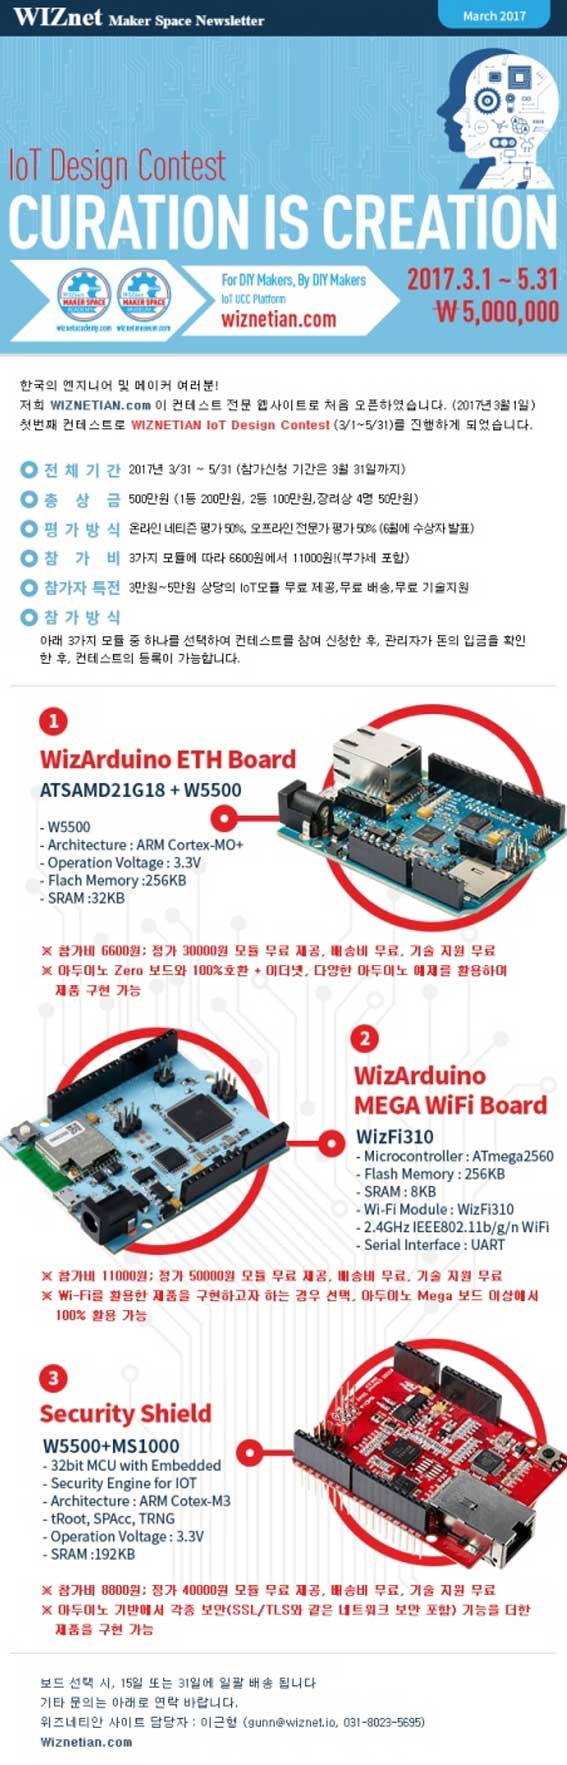 WIZnet Maker Space Newsletter
March 2017
IoT Design Contest
CURATION IS CREATION
WIZnet
MAKER SPACE
ACADEMY
wiznetacademy.com
WIZnet
MAKER SPACE
MUSEUM
wiznetmuseum.com
For DIY Makers, By DIY Makers
IoT UCC Platform
wiznetian.com
2017.3.1 ~ 5.31
₩ 5,000,000
한국의 엔지니어 및 메이커 여러분!
저희 WIZNETIAN.com 이 컨테스트 전문 웹사이트로 처음 오픈하였습니다. (2017년3월1일)
첫번째 컨테스트로 WIZNETIAN IoT Design Contest (3/1~5/31)를 진행하게 되었습니다.
전체기간 2017년 3/31 ~ 5/31 (참가신청 기간은 3월 31일까지)
총 상 금 500만원 (1등 200만원, 2등 100만원,장려상 4명 50만원)
평가방식 온라인 네티즌 평가 50%, 오프라인 전문가 평가 50% (6월에 수상자 발표)
참 가 비 3가지 모듈에 따라 6600원에서 11000원!(부가세 포함)
참가자 특전 3만원~5만원 상당의 IoT모듈 무료 제공,무료 배송,무료 기술지원
참가방식
아래 3가지 모듈 중 하나를 선택하여 컨테스트를 참여 신청한 후, 관리자가 돈의 입금을 확인
한 후, 컨테스트의 등록이 가능합니다.
1
WizArduino ETH Board
ATSAMD21G18 + W5500
- W5500
- Architecture : ARM Cortex-MO+
- Operation Voltage : 3.3V
- Flach Memory :256KB
- SRAM :32KB
※ 참가비 6600원; 정가 30000원 모듈 무료 제공, 배송비 무료, 기술 지원 무료
※ 아두이노 Zero 보드와 100%호환 + 이더넷, 다양한 아두이노 예제를 활용하여
제품 구현 가능
2
WizArduino
MEGA WiFi Board
WizFi310
- Microcontroller : ATmega2560
- Flash Memory : 256KB
- SRAM : 8KB
- Wi-Fi Module : WizFi310
- 2.4GHz IEEE802.11b/g/n WiFi
- Serial Interface : UART
※ 참가비 11000원; 정가 50000원 모듈 무료 제공, 배송비 무료, 기술 지원 무료
※ Wi-Fi를 활용한 제품을 구현하고자 하는 경우 선택, 아두이노 Mega 보드 이상에서
100% 활용 가능
3
Security Shield
W5500+MS1000
- 32bit MCU with Embedded
- Security Engine for IOT
- Architecture : ARM Cotex-M3
- tRoot, SPAcc, TRNG
- Operation Voltage : 3.3V
- SRAM :192KB
※ 참가비 8800원; 정가 40000원 모듈 무료 제공, 배송비 무료, 기술 지원 무료
※ 아두이노 기반에서 각종 보안(SSL/TLS와 같은 네트워크 보안 포함) 기능을 더한
제품을 구현 가능
보드 선택 시, 15일 또는 31일에 일괄 배송 됩니다
기타 문의는 아래로 연락 바랍니다.
위즈네티안 사이트 담당자 : 이근형 (gunn@wiznet.io, 031-8023-5695)
Wiznetian.com